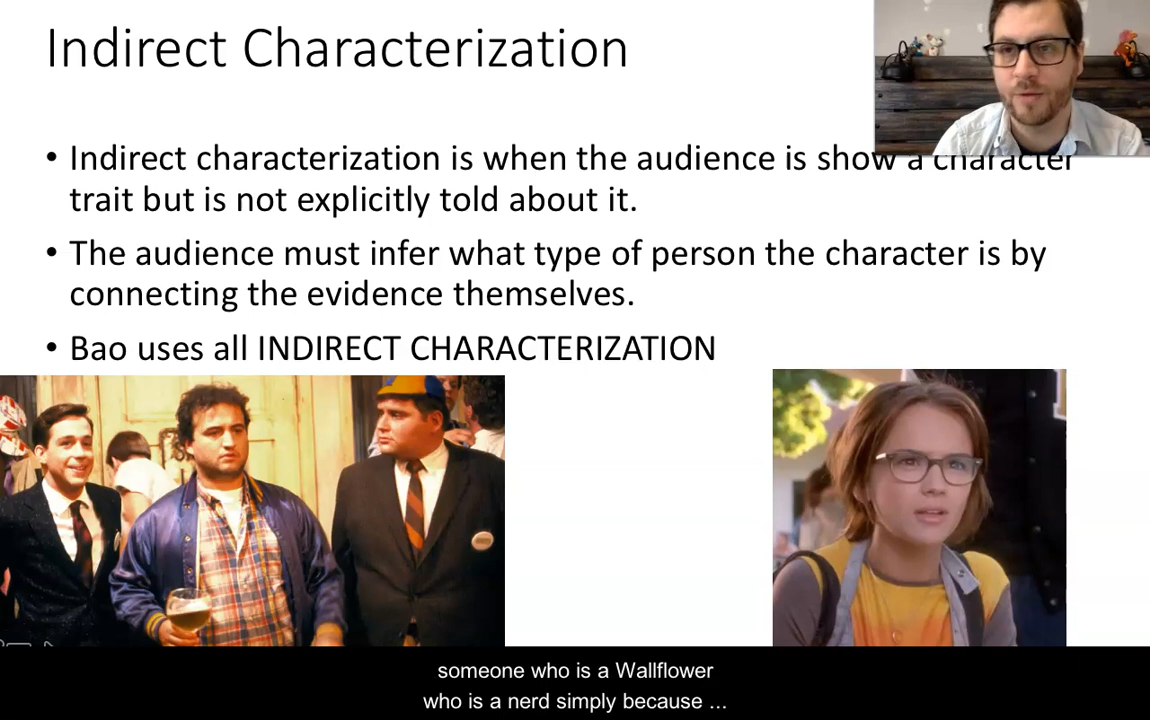 Indirect Characterization
• Indirect characterization is when the audience is show a character
trait but is not explicitly told about it.
• The audience must infer what type of person the character is by
connecting the evidence themselves.
• Bao uses all INDIRECT CHARACTERIZATION
someone who is a Wallflower
who is a nerd simply because ...